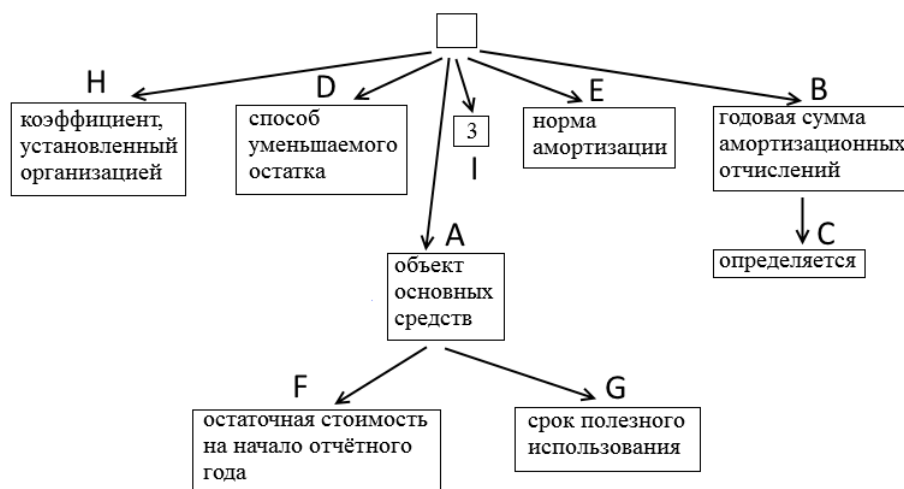 H
коэффициент,
установленный
организацией
D
способ
уменьшаемого
остатка
3
I
E
норма
амортизации
B
годовая сумма
амортизационных
отчислений
C
определяется
A
объект
основных
средств
F
остаточная стоимость
на начало отчётного
года
G
срок полезного
использования